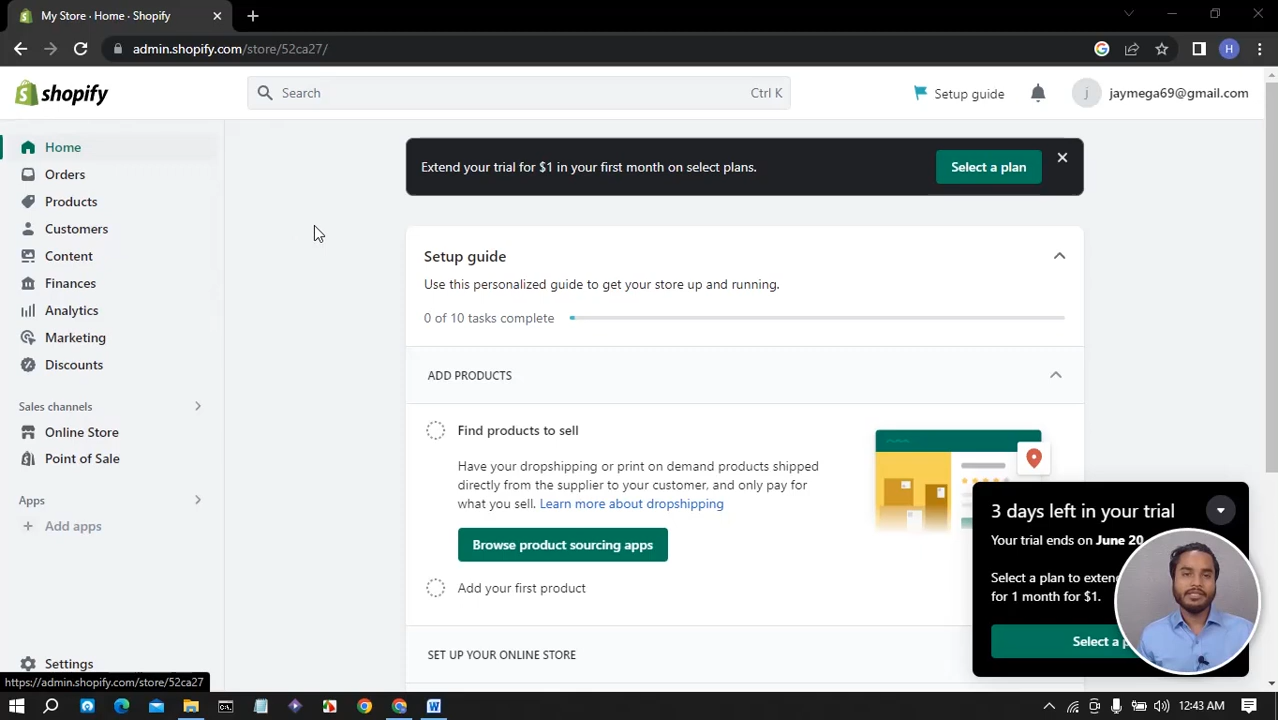 My Store · Home · Shopify
admin.shopify.com/store/52ca27/
H
shopify
Search
Ctrl K
Setup guide
j
jaymega69@gmail.com
Home
Orders
Products
Customers
Content
Finances
Analytics
Marketing
Discounts
Sales channels
Online Store
Point of Sale
Apps
Add apps
Settings
https://admin.shopify.com/store/52ca27
Extend your trial for $1 in your first month on select plans.
Select a plan
Setup guide
Use this personalized guide to get your store up and running.
0 of 10 tasks complete
ADD PRODUCTS
Find products to sell
Have your dropshipping or print on demand products shipped
directly from the supplier to your customer, and only pay for
what you sell. Learn more about dropshipping
Browse product sourcing apps
Add your first product
SET UP YOUR ONLINE STORE
3 days left in your trial
Your trial ends on June 20
Select a plan to
for 1 month for $1.
Select a
12:43 AM